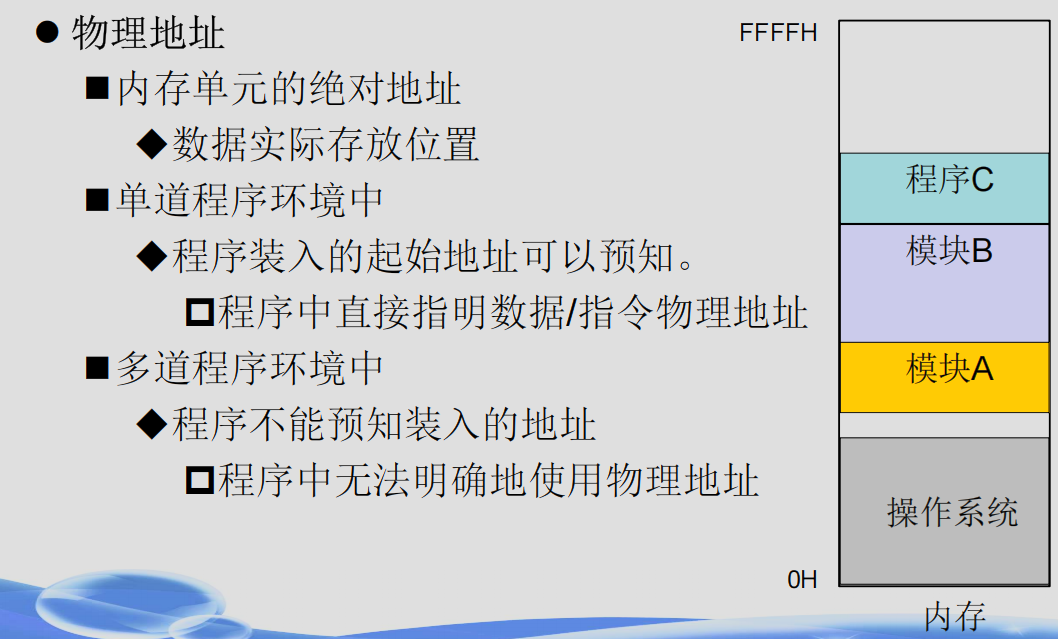 物理地址
内存单元的绝对地址
数据实际存放位置
单道程序环境中
程序装入的起始地址可以预知。
程序中直接指明数据/指令物理地址
多道程序环境中
程序不能预知装入的地址
程序中无法明确地使用物理地址
FFFFH
程序C
模块B
模块A
操作系统
0H
内存